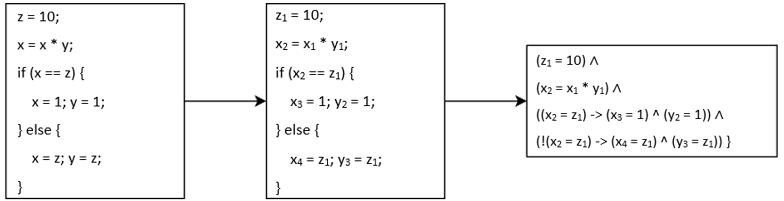 z = 10;
x = x * y;
if (x == z) {
x = 1; y = 1;
} else {
x = z; y = z;
}
z₁ = 10;
x₂ = x₁ * y₁;
if (x₂ == z₁) {
x₃ = 1; y₂ = 1;
} else {
x₄ = z₁; y₃ = z₁;
}
(z₁ = 10) ∧
(x₂ = x₁ * y₁) ∧
((x₂ = z₁) -> (x₃ = 1) ^ (y₂ = 1)) ∧
(!(x₂ = z₁) -> (x₄ = z₁) ^ (y₃ = z₁)) }